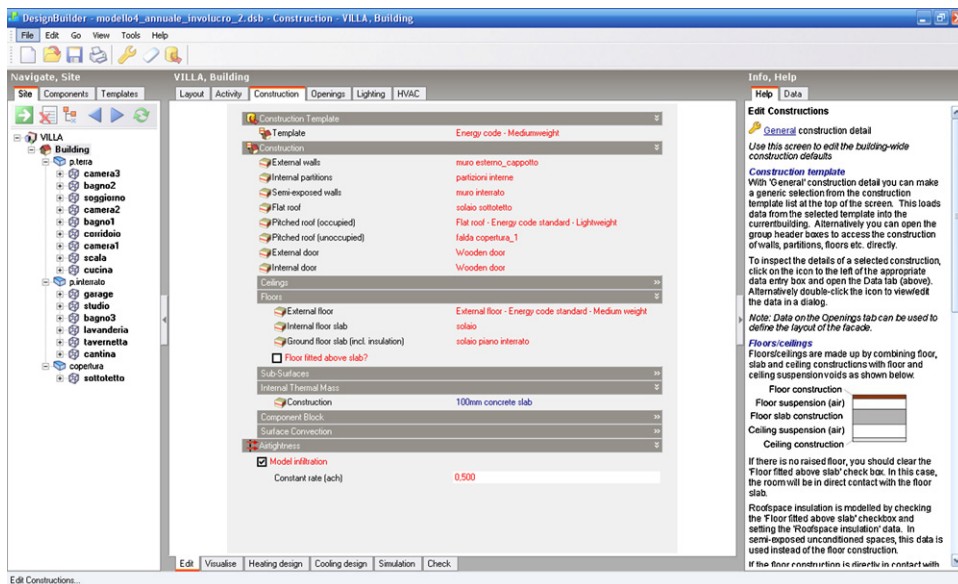 DesignBuilder - modello4_annuale_involucro_2.dsb - Construction - VILLA, Building
File Edit Go View Tools Help
Navigate, Site
Site Components Templates
VILLA
Building
p.terra
camera3
bagno2
soggiorno
camera2
bagno1
corridoio
camera1
scala
cucina
p.interrato
garage
studio
bagno3
lavanderia
tavernetta
cantina
copertura
sottotetto
VILLA, Building
Layout Activity Construction Openings Lighting HVAC
Construction Template
Template Energy code - Mediumweight
Construction
External walls muro esterno_cappotto
Internal partitions partizioni interne
Semi-exposed walls muro interrato
Flat roof solaio sottotetto
Pitched roof (occupied) Flat roof - Energy code standard - Lightweight
Pitched roof (unoccupied) falda copertura_1
External door Wooden door
Internal door Wooden door
Ceilings
Floors
External floor External floor - Energy code standard - Medium weight
Internal floor slab solaio
Ground floor slab (incl. insulation) solaio piano interrato
Floor fitted above slab?
Sub-Surfaces
Internal Thermal Mass
Construction 100mm concrete slab
Component Block
Surface Convection
Airtightness
Model infiltration
Constant rate (ach) 0,500
Edit Visualise Heating design Cooling design Simulation Check
Info, Help
Help Data
Edit Constructions
General construction detail
Use this screen to edit the building-wide
construction defaults
Construction template
With 'General' construction detail you can make
a generic selection from the construction
template list at the top of the screen. This loads
data from the selected template into the
currentbuilding. Alternatively you can open the
group header boxes to access the construction
of walls, partitions, floors etc. directly.
To inspect the details of a selected construction,
click on the icon to the left of the appropriate
data entry box and open the Data tab (above).
Alternatively double-click the icon to view/edit
the data in a dialog.
Note: Data on the Openings tab can be used to
define the layout of the facade.
Floors/ceilings
Floors/ceilings are made up by combining floor,
slab and ceiling constructions with floor and
ceiling suspension voids as shown below.
Floor construction
Floor suspension (air)
Floor slab construction
Ceiling suspension (air)
Ceiling construction
If there is no raised floor, you should clear the
'Floor fitted above slab' check box. In this case,
the room will be in direct contact with the floor
slab.
Roofspace insulation is modelled by checking
the 'Floor fitted above slab' checkbox and
setting the 'Roofspace insulation' data. In
semi-exposed unconditioned spaces, this data is
used instead of the floor construction.
If the floor construction is directly in contact with
Edit Constructions...